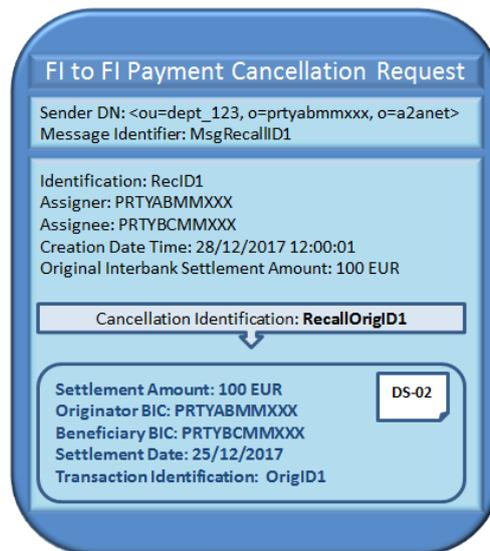 FI to FI Payment Cancellation Request
Sender DN: <ou=dept_123, o=prtyabmmxxx, o=a2anet>
Message Identifier: MsgRecallID1
Identification: RecID1
Assigner: PRTYABMMXXX
Assignee: PRTYBCMMXXX
Creation Date Time: 28/12/2017 12:00:01
Original Interbank Settlement Amount: 100 EUR
Cancellation Identification: RecallOrigID1
Settlement Amount: 100 EUR
DS-02
Originator BIC: PRTYABMMXXX
Beneficiary BIC: PRTYBCMMXXX
Settlement Date: 25/12/2017
Transaction Identification: OrigID1